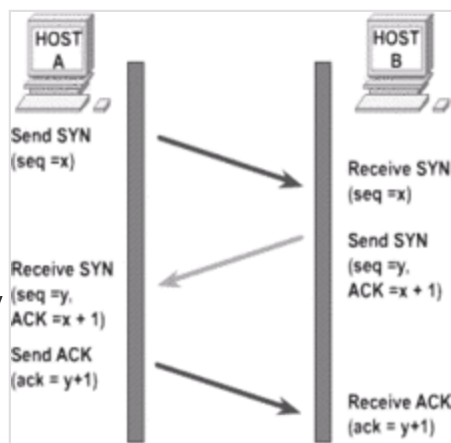 HOST
A
HOST
B
Send SYN
(seq =x)
Receive SYN
(seq =x)
Send SYN
(seq =y,
ACK =x + 1)
Receive SYN
(seq =y,
ACK =x + 1)
Send ACK
(ack = y+1)
Receive ACK
(ack = y+1)